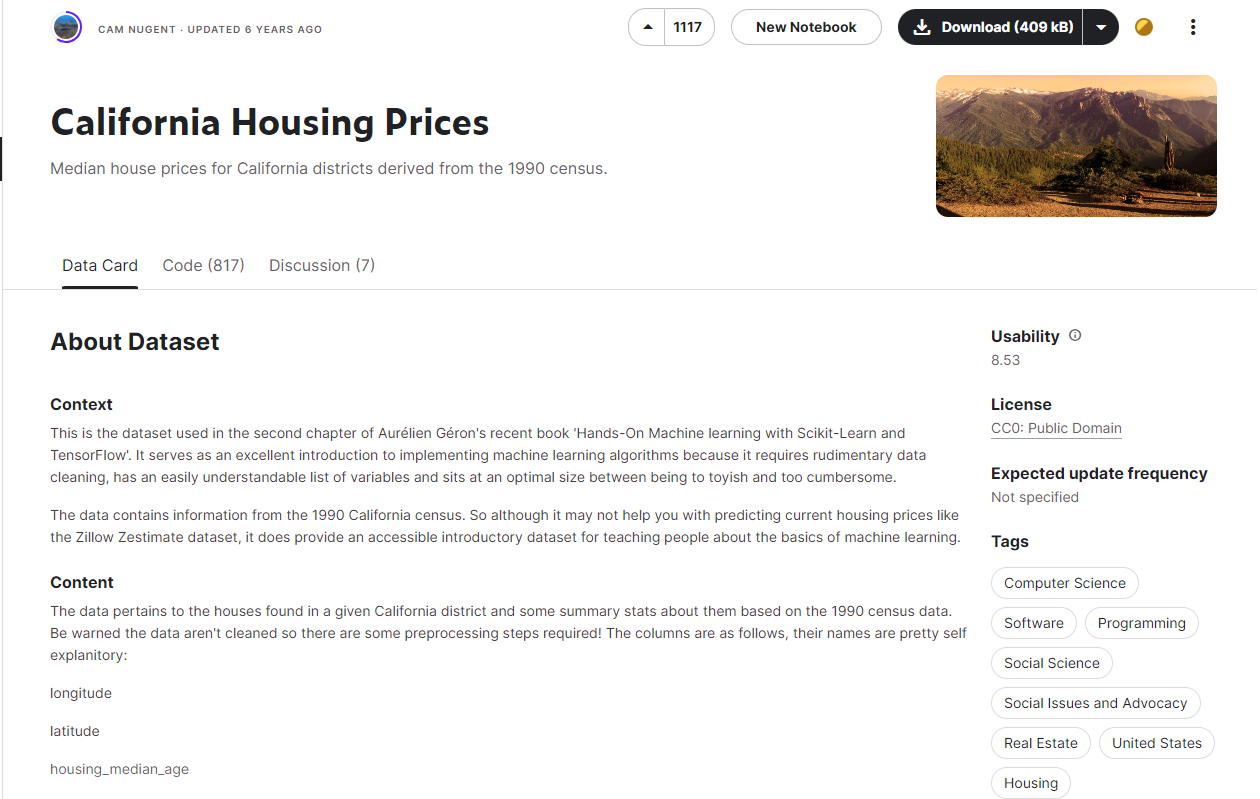 CAM NUGENT · UPDATED 6 YEARS AGO
1117
New Notebook
Download (409 kB)
California Housing Prices
Median house prices for California districts derived from the 1990 census.
Data Card
Code (817)
Discussion (7)
About Dataset
Context
This is the dataset used in the second chapter of Aurélien Géron's recent book 'Hands-On Machine learning with Scikit-Learn and
TensorFlow'. It serves as an excellent introduction to implementing machine learning algorithms because it requires rudimentary data
cleaning, has an easily understandable list of variables and sits at an optimal size between being to toyish and too cumbersome.
The data contains information from the 1990 California census. So although it may not help you with predicting current housing prices like
the Zillow Zestimate dataset, it does provide an accessible introductory dataset for teaching people about the basics of machine learning.
Content
The data pertains to the houses found in a given California district and some summary stats about them based on the 1990 census data.
Be warned the data aren't cleaned so there are some preprocessing steps required! The columns are as follows, their names are pretty self
explanitory:
longitude
latitude
housing_median_age
Usability
8.53
License
CC0: Public Domain
Expected update frequency
Not specified
Tags
Computer Science
Software
Programming
Social Science
Social Issues and Advocacy
Real Estate
United States
Housing